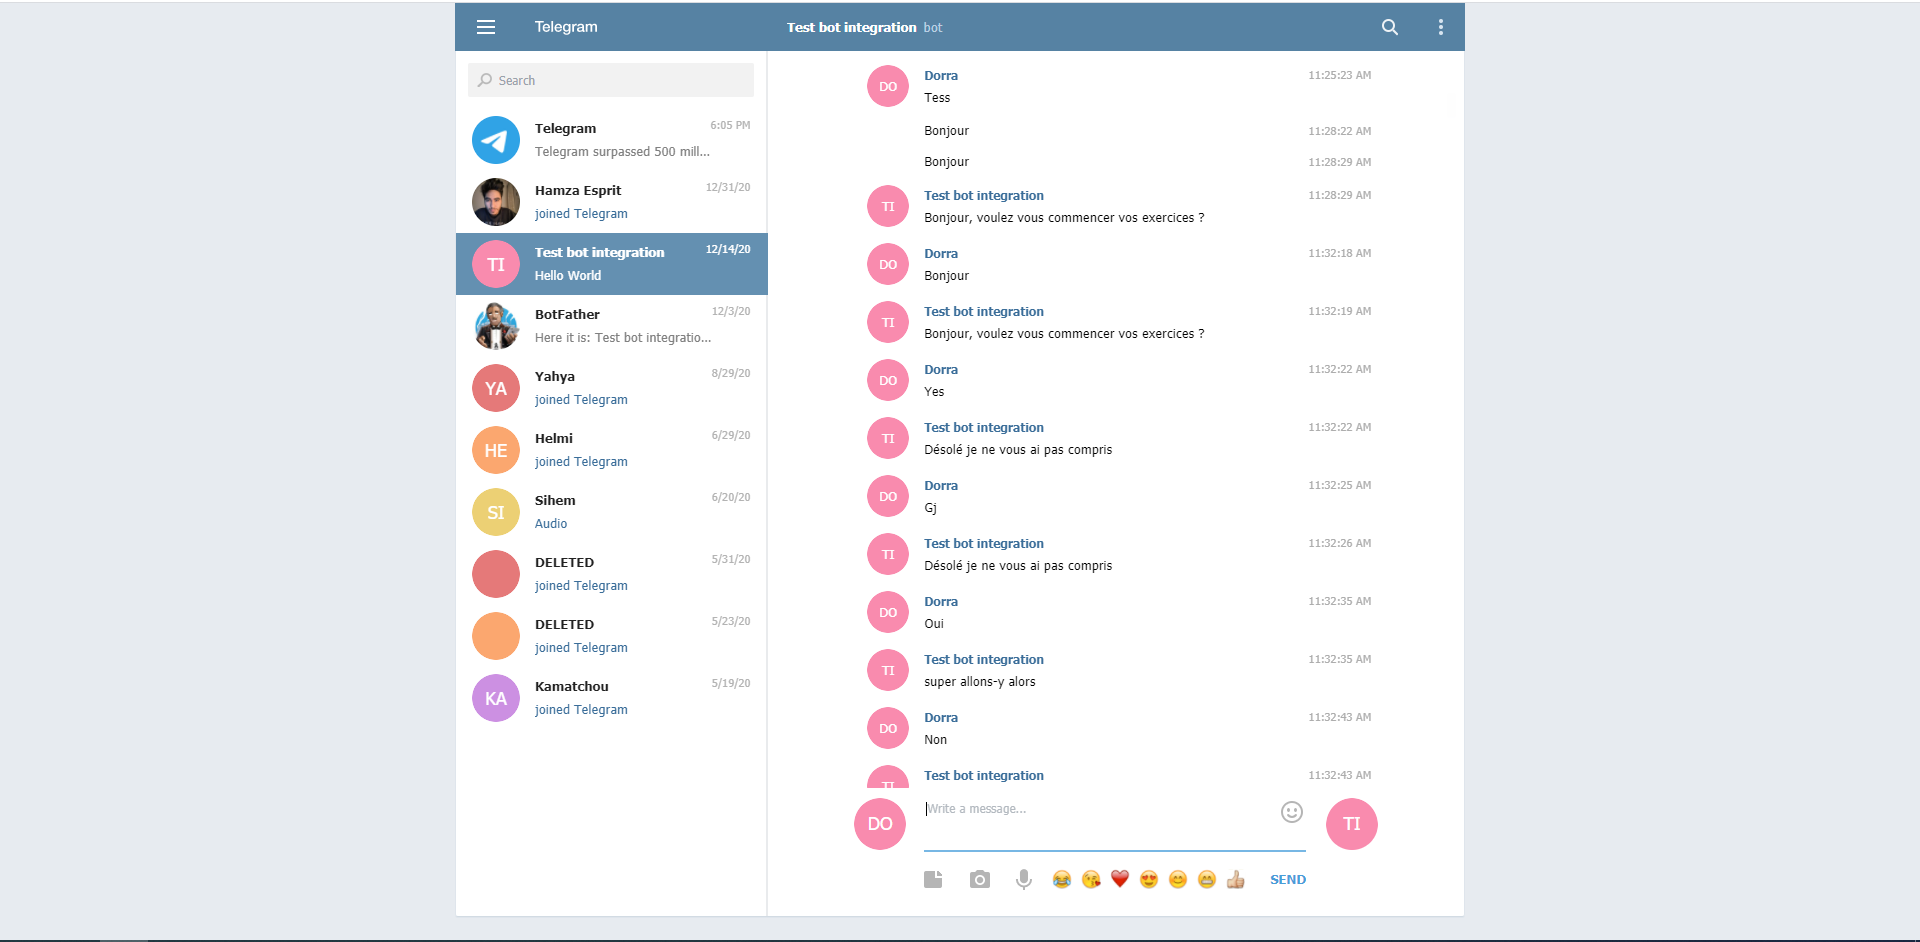 Telegram
Test bot integration bot
Search
Telegram 6:05 PM
Telegram surpassed 500 mill...
Hamza Esprit 12/31/20
joined Telegram
TI
Test bot integration 12/14/20
Hello World
BotFather 12/3/20
Here it is: Test bot integratio...
YA
Yahya 8/29/20
joined Telegram
HE
Helmi 6/29/20
joined Telegram
SI
Sihem 6/20/20
Audio
DELETED 5/31/20
joined Telegram
DELETED 5/23/20
joined Telegram
KA
Kamatchou 5/19/20
joined Telegram
DO
Dorra 11:25:23 AM
Tess
Bonjour 11:28:22 AM
Bonjour 11:28:29 AM
TI
Test bot integration 11:28:29 AM
Bonjour, voulez vous commencer vos exercices ?
DO
Dorra 11:32:18 AM
Bonjour
TI
Test bot integration 11:32:19 AM
Bonjour, voulez vous commencer vos exercices ?
DO
Dorra 11:32:22 AM
Yes
TI
Test bot integration 11:32:22 AM
Désolé je ne vous ai pas compris
DO
Dorra 11:32:25 AM
Gj
TI
Test bot integration 11:32:26 AM
Désolé je ne vous ai pas compris
DO
Dorra 11:32:35 AM
Oui
TI
Test bot integration 11:32:35 AM
super allons-y alors
DO
Dorra 11:32:43 AM
Non
TI
Test bot integration 11:32:43 AM
DO
Write a message...
TI
SEND